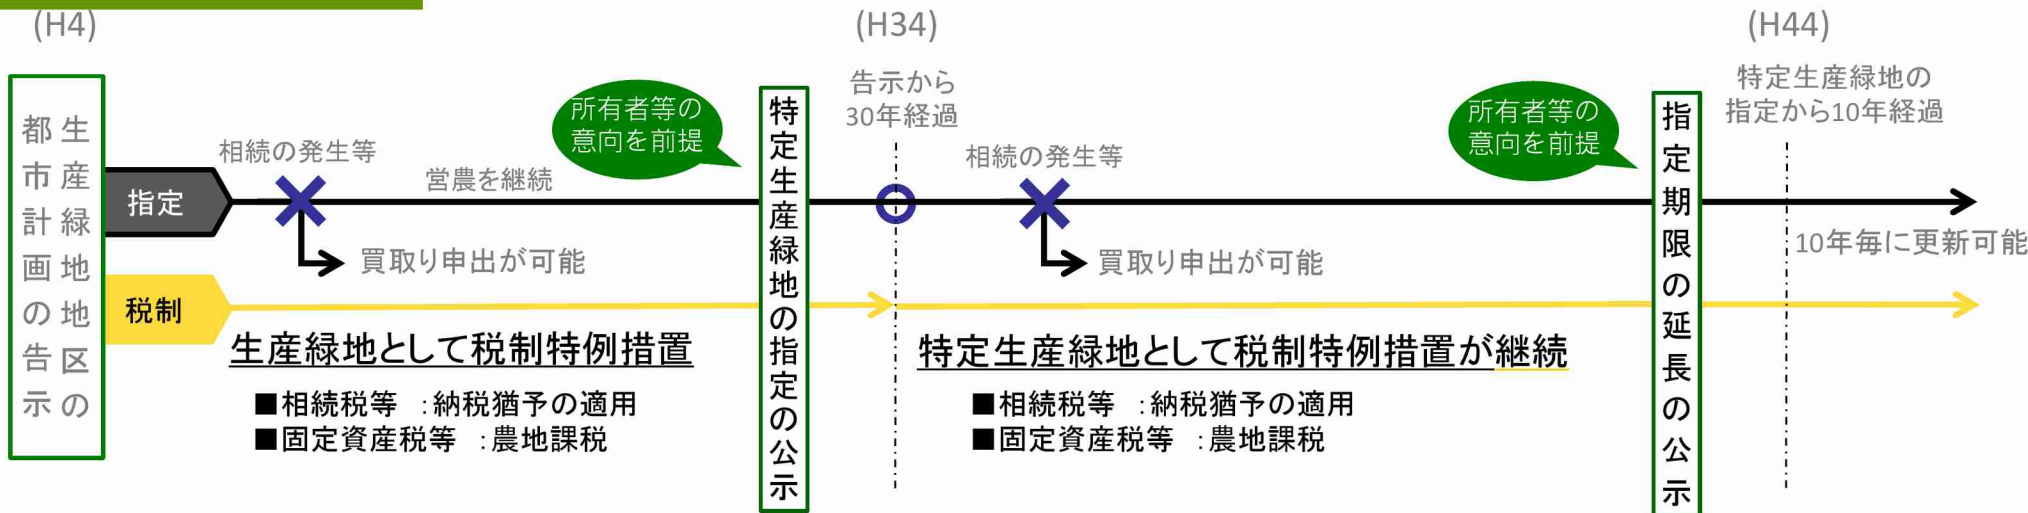 (H4)
(H34)
(H44)
生産緑地地区の
都市計画の告示
指定
税制
相続の発生等
営農を継続
買取り申出が可能
所有者等の
意向を前提
特定生産緑地の指定の公示
告示から
30年経過
相続の発生等
買取り申出が可能
所有者等の
意向を前提
指定期限の延長の公示
特定生産緑地の
指定から10年経過
10年毎に更新可能
生産緑地として税制特例措置
■相続税等 :納税猶予の適用
■固定資産税等 :農地課税
特定生産緑地として税制特例措置が継続
■相続税等 :納税猶予の適用
■固定資産税等 :農地課税